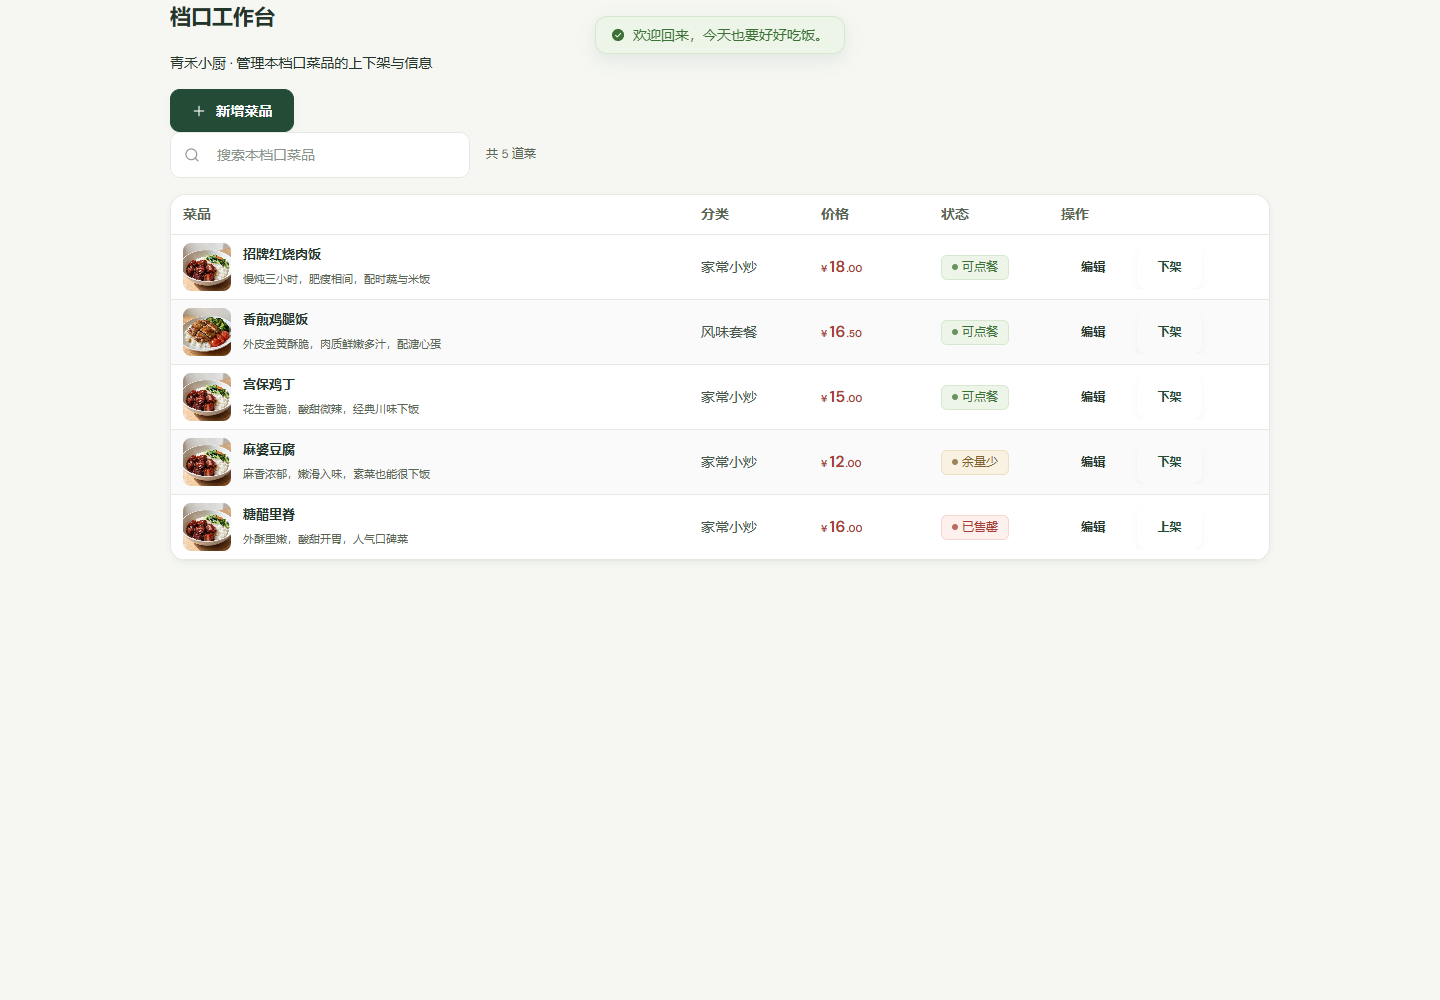 档口工作台
欢迎回来，今天也要好好吃饭。
青禾小厨 · 管理本档口菜品的上下架与信息
新增菜品
搜索本档口菜品
共 5 道菜
菜品 分类 价格 状态 操作
招牌红烧肉饭
慢炖三小时，肥瘦相间，配时蔬与米饭
家常小炒 ¥18.00 可点餐 编辑 下架
香煎鸡腿饭
外皮金黄酥脆，肉质鲜嫩多汁，配溏心蛋
风味套餐 ¥16.50 可点餐 编辑 下架
宫保鸡丁
花生香脆，酸甜微辣，经典川味下饭
家常小炒 ¥15.00 可点餐 编辑 下架
麻婆豆腐
麻香浓郁，嫩滑入味，素菜也能很下饭
家常小炒 ¥12.00 余量少 编辑 下架
糖醋里脊
外酥里嫩，酸甜开胃，人气口碑菜
家常小炒 ¥16.00 已售罄 编辑 上架